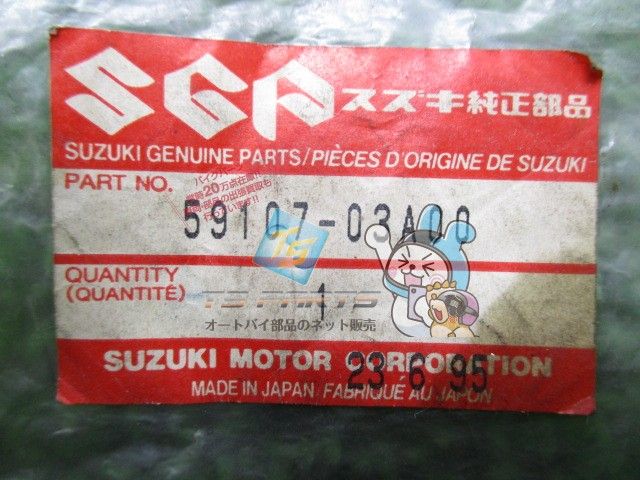 SGP スズキ純正部品
SUZUKI GENUINE PARTS/PIÈCES D'ORIGINE DE SUZUKI
PART NO.
59107-03A00
QUANTITY
(QUANTITÉ)
1
TS PARTS
オートバイ部品のネット販売
SUZUKI MOTOR CORPORATION
23 6 95
MADE IN JAPAN/FABRIQUÉ AU JAPON